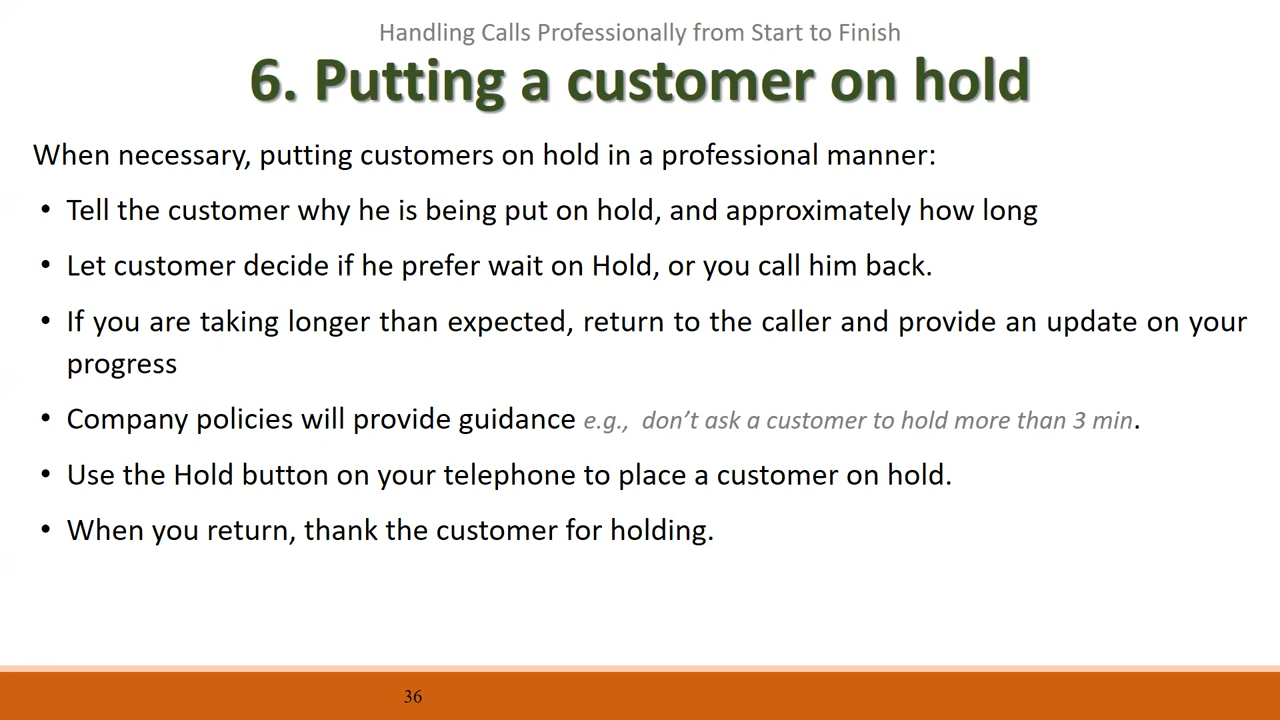 Handling Calls Professionally from Start to Finish
6. Putting a customer on hold
When necessary, putting customers on hold in a professional manner:
• Tell the customer why he is being put on hold, and approximately how long
• Let customer decide if he prefer wait on Hold, or you call him back.
• If you are taking longer than expected, return to the caller and provide an update on your
progress
• Company policies will provide guidance e.g., don’t ask a customer to hold more than 3 min.
• Use the Hold button on your telephone to place a customer on hold.
• When you return, thank the customer for holding.
36